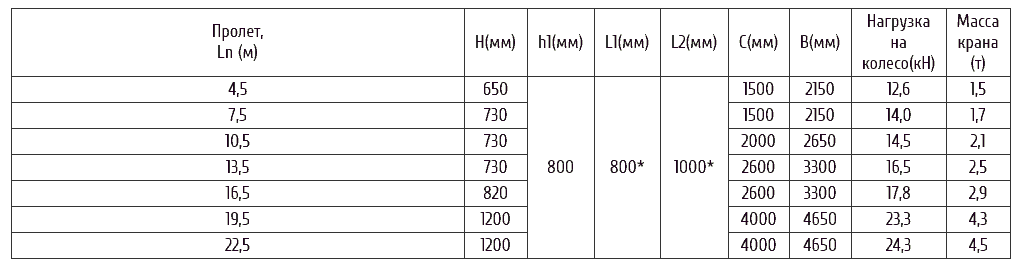 Пролет, Ln (м) H(мм) h1(мм) L1(мм) L2(мм) C(мм) B(мм) Нагрузка на колесо(кН) Масса крана (т)
4,5 650 800 800* 1000* 1500 2150 12,6 1,5
7,5 730 1500 2150 14,0 1,7
10,5 730 2000 2650 14,5 2,1
13,5 730 2600 3300 16,5 2,5
16,5 820 2600 3300 17,8 2,9
19,5 1200 4000 4650 23,3 4,3
22,5 1200 4000 4650 24,3 4,5